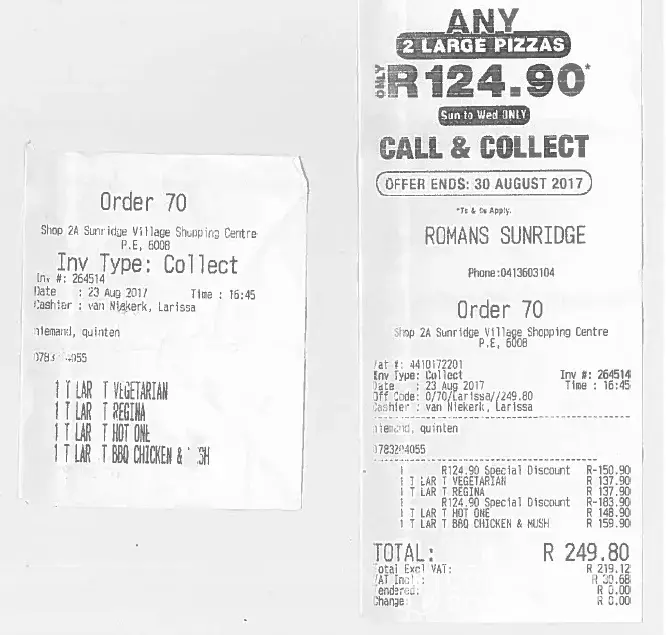 Order 70
Shop 2A Sunridge Village Shopping Centre
P.E, 6008
Inv Type: Collect
Inv #: 264514
Date : 23 Aug 2017 Time : 16:45
Cashier : van Niekerk, Larissa
niemand, quinten
0783 4055
1 T LAR T VEGETARIAN
1 T LAR T REGINA
1 T LAR T HOT ONE
1 T LAR T BBQ CHICKEN &
ANY
2 LARGE PIZZAS
ONLY R124.90*
Sun to Wed ONLY
CALL & COLLECT
OFFER ENDS: 30 AUGUST 2017
*Ts & Cs Apply.
ROMANS SUNRIDGE
Phone:0413603104
Order 70
Shop 2A Sunridge Village Shopping Centre
P.E, 6008
Vat #: 4410172201
Inv Type: Collect Inv #: 264514
Date : 23 Aug 2017 Time : 16:45
Off Code: 0/70/Larissa//249.80
Cashier : van Niekerk, Larissa
niemand, quinten
0783204055
1 R124.90 Special Discount R-150.90
1 T LAR T VEGETARIAN R 137.90
1 T LAR T REGINA R 137.90
1 R124.90 Special Discount R-183.90
1 T LAR T HOT ONE R 148.90
1 T LAR T BBQ CHICKEN & MUSH R 159.90
TOTAL: R 249.80
Total Excl VAT: R 219.12
VAT Incl.: R 30.68
Tendered: R 0.00
Change: R 0.00